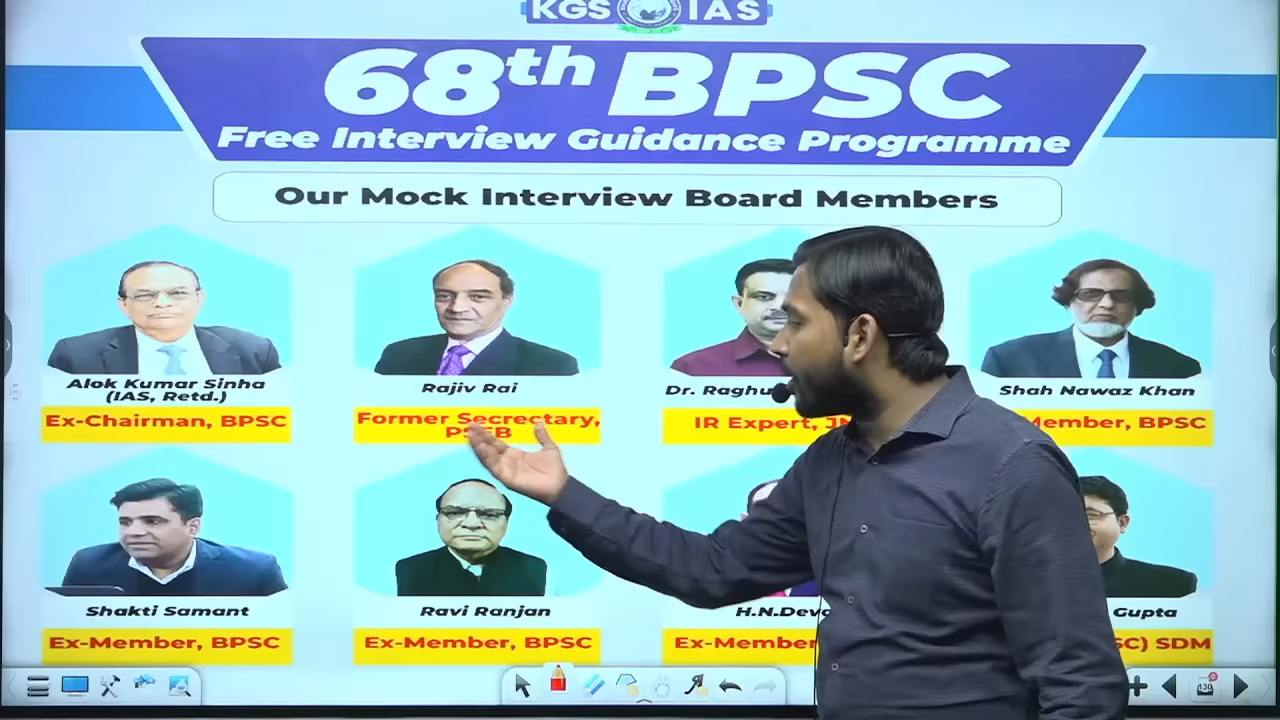 KGS IAS
68th BPSC
Free Interview Guidance Programme
Our Mock Interview Board Members
Alok Kumar Sinha
(IAS, Retd.)
Ex-Chairman, BPSC
Rajiv Rai
Former Secrectary,
PSEB
Dr.
IR Expert,
Shah Nawaz Khan
Member, BPSC
Shakti Samant
Ex-Member, BPSC
Ravi Ranjan
Ex-Member, BPSC
Ex-Member
Gupta
SDM